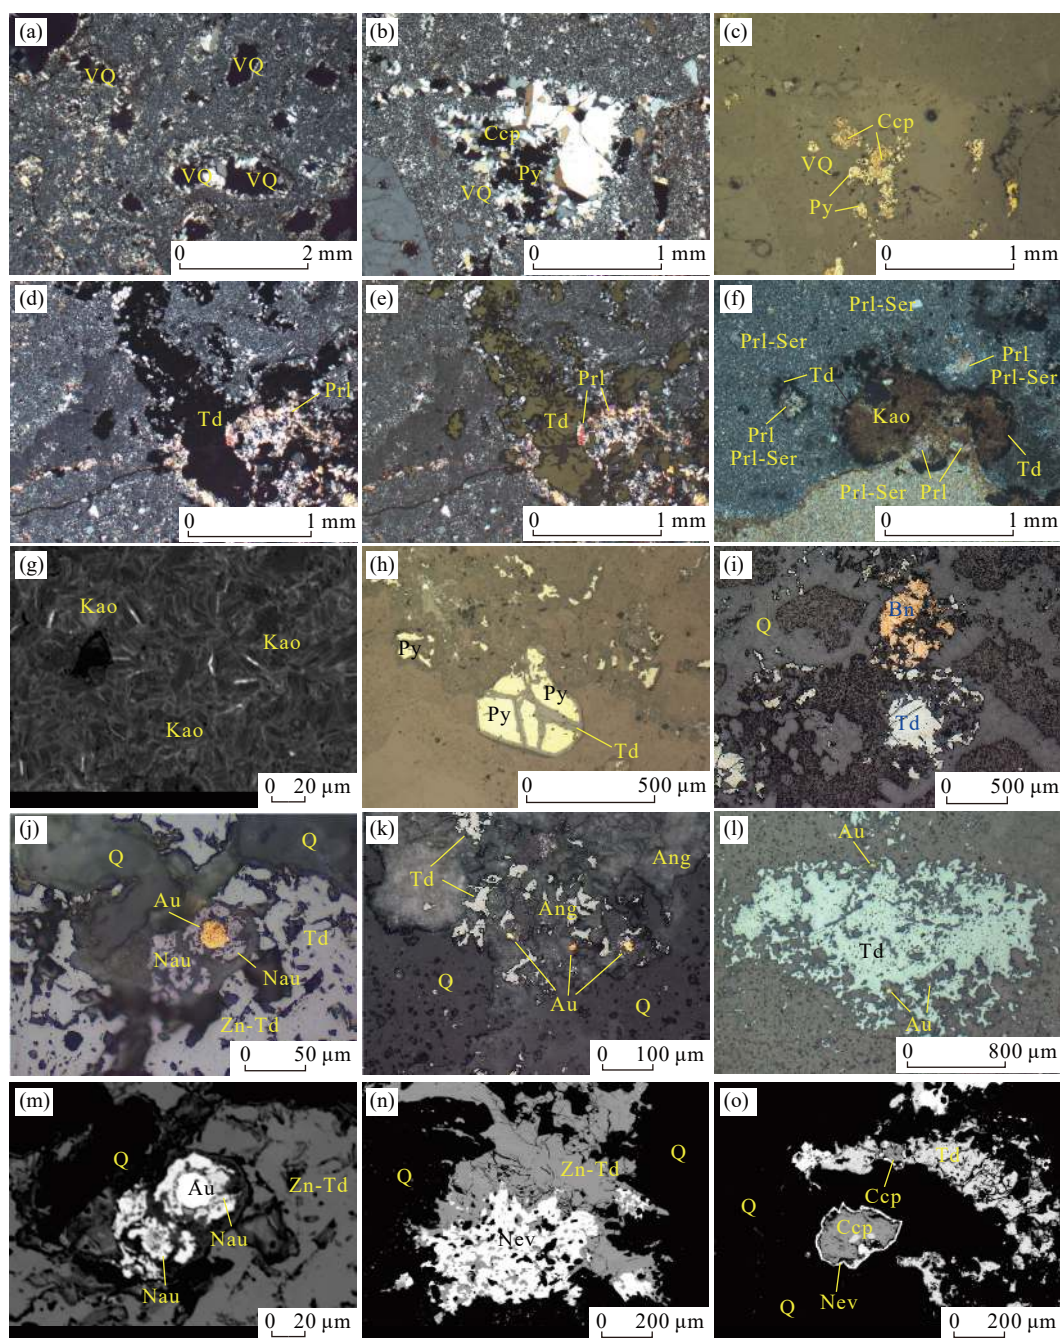 (a)
VQ
VQ
VQ
VQ
0 2 mm
(b)
Ccp
Py
VQ
0 1 mm
(c)
Ccp
VQ
Py
0 1 mm
(d)
Prl
Td
0 1 mm
(e)
Prl
Td
0 1 mm
(f)
Prl-Ser
Prl-Ser
Prl
Td
Prl-Ser
Kao
Prl
Prl-Ser
Td
Prl-Ser
Prl
0 1 mm
(g)
Kao
Kao
Kao
0 20 µm
(h)
Py
Py
Py
Td
0 500 µm
(i)
Bn
Q
Td
0 500 µm
(j)
Q
Q
Au
Td
Nau
Nau
Zn-Td
0 50 µm
(k)
Ang
Td
Ang
Q
Au
Q
0 100 µm
(l)
Au
Td
Au
0 800 µm
(m)
Q
Au
Zn-Td
Nau
Nau
0 20 µm
(n)
Q
Q
Zn-Td
Nev
0 200 µm
(o)
Td
Ccp
Q
Ccp
Nev
Q
0 200 µm